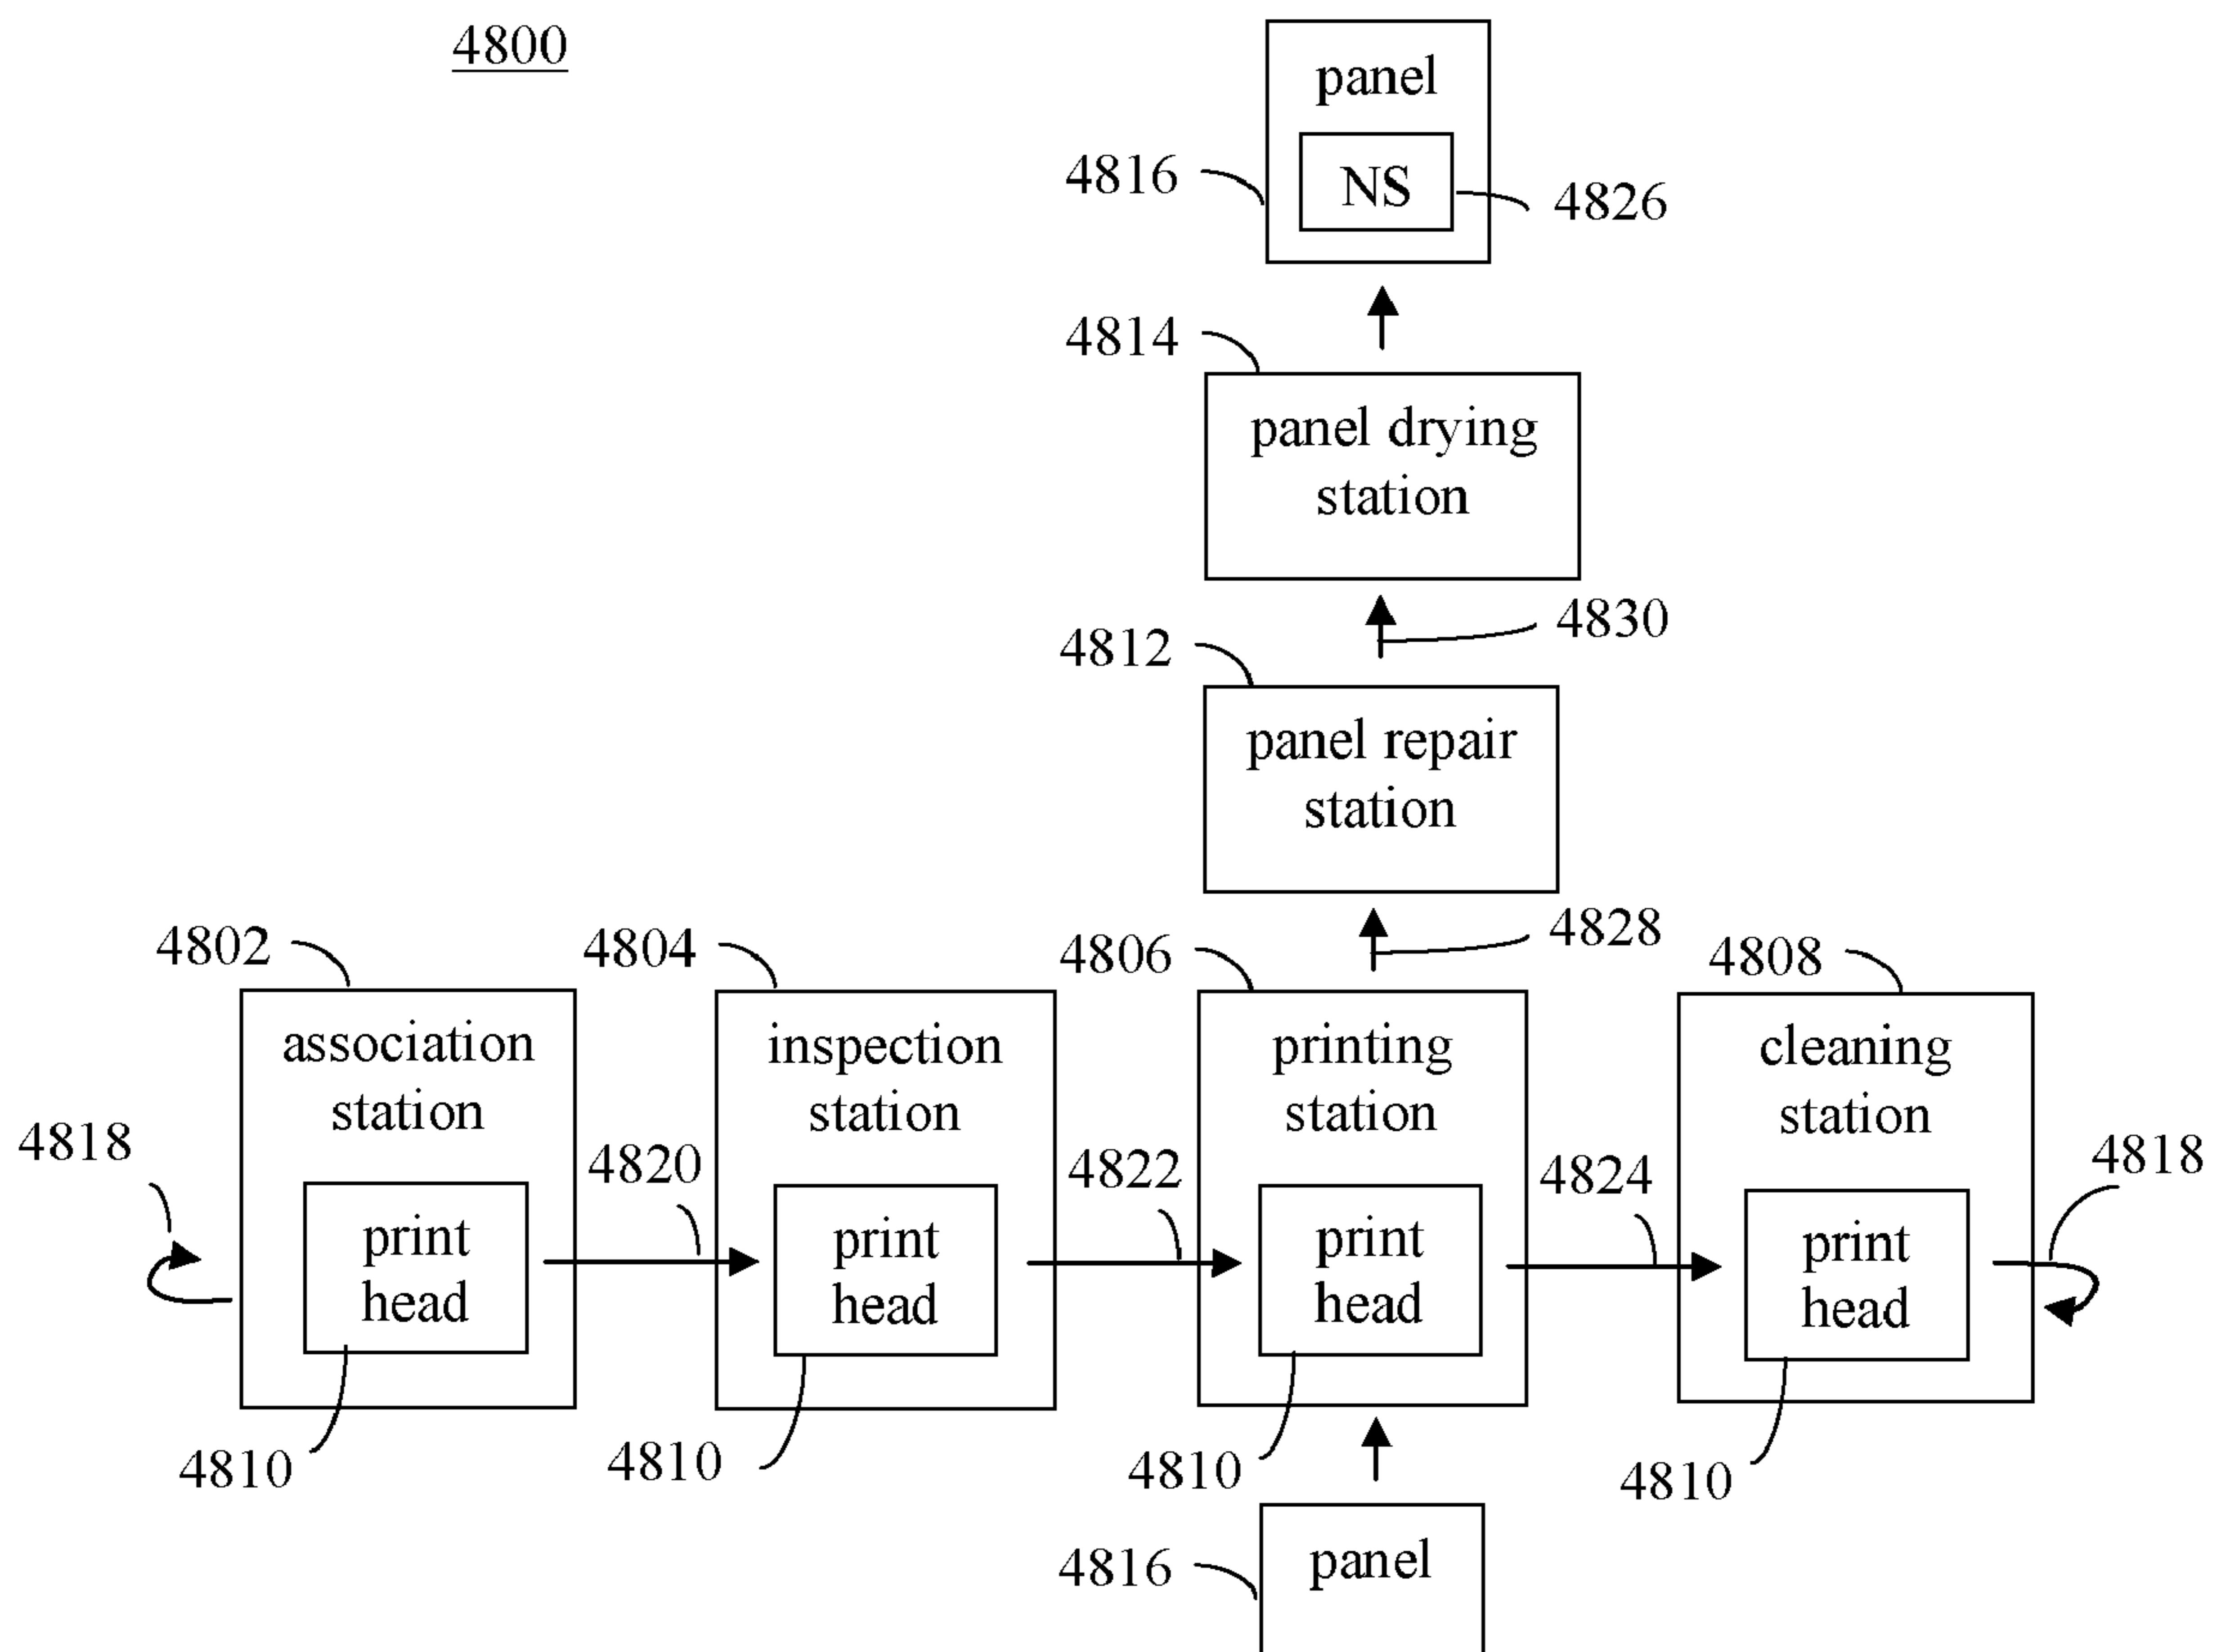 4800
panel
4816
NS
4826
4814
panel drying
station
4830
4812
panel repair
station
4828
4802
4804
4806
4808
association
station
inspection
station
printing
station
cleaning
station
4818
4820
4822
4824
4818
print
head
print
head
print
head
print
head
4810
4810
4810
4810
4816
panel